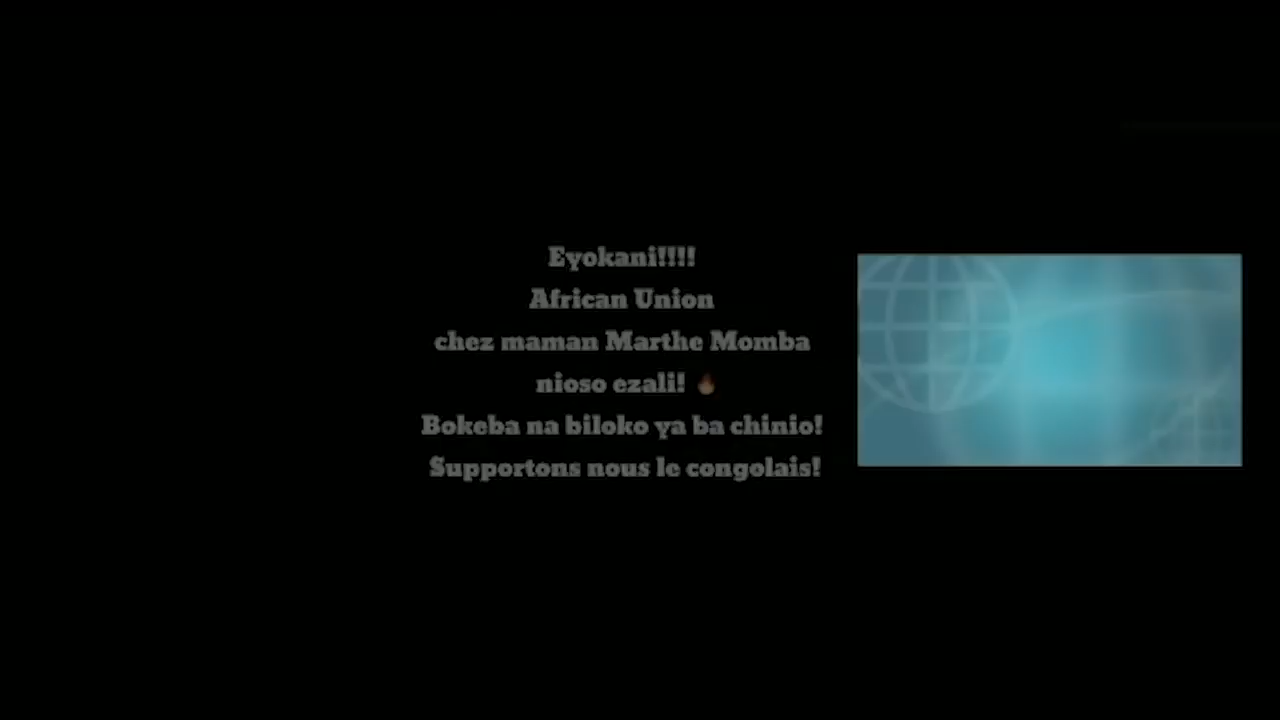 Eyokani!!!!
African Union
chez maman Marthe Momba
nioso ezali! 🔥
Bokeba na biloko ya ba chinio!
Supportons nous le congolais!